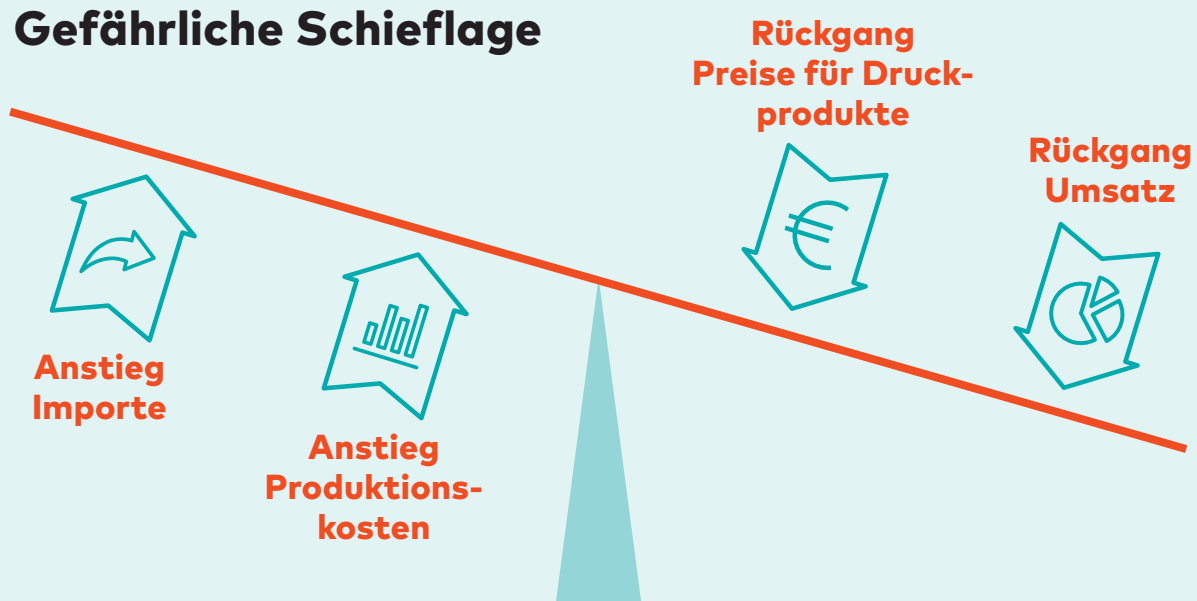 Gefährliche Schieflage
Rückgang
Preise für Druck-
produkte
Rückgang
Umsatz
Anstieg
Importe
Anstieg
Produktions-
kosten